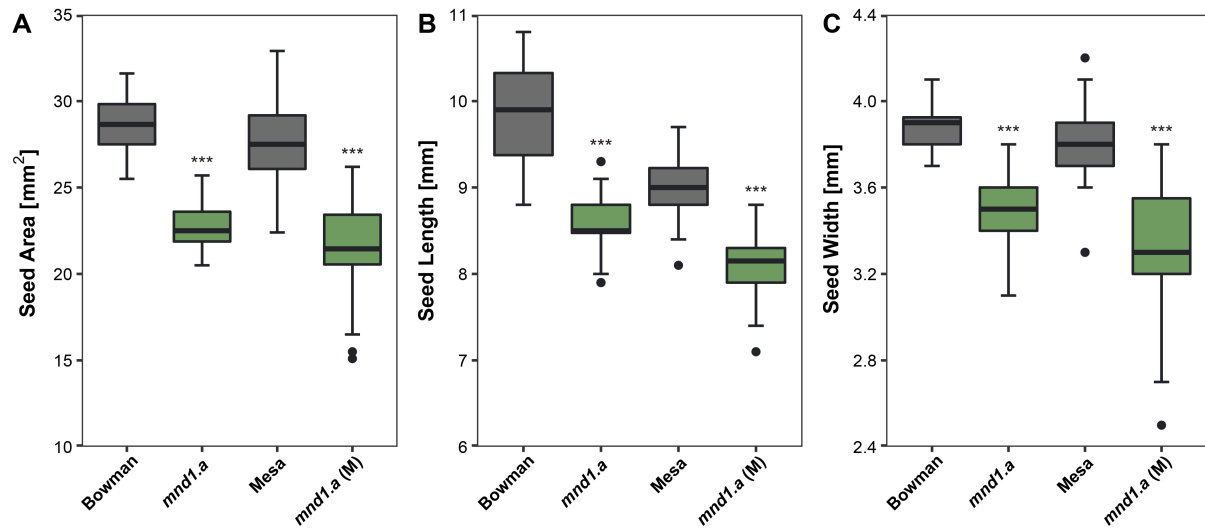 A
Seed Area [mm²]
35
30
25
20
15
10
***
***
Bowman
mnd1.a
Mesa
mnd1.a (M)
B
Seed Length [mm]
11
10
9
8
7
6
***
***
Bowman
mnd1.a
Mesa
mnd1.a (M)
C
Seed Width [mm]
4.4
4.0
3.6
3.2
2.8
2.4
***
***
Bowman
mnd1.a
Mesa
mnd1.a (M)